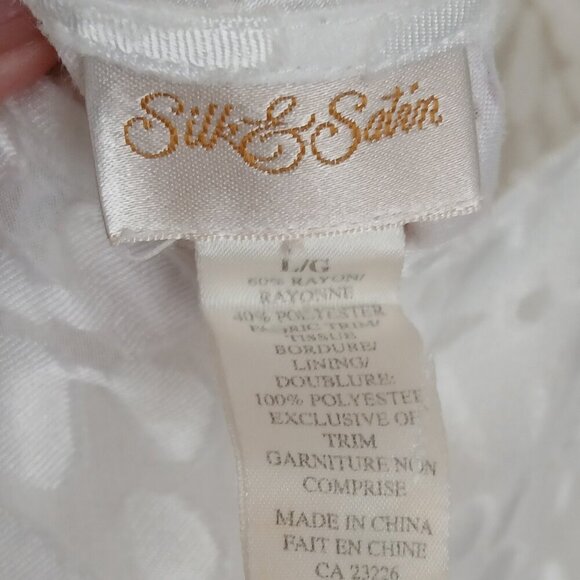 Silk & Satin
L/G
60% RAYON/
RAYONNE
40% POLYESTER
FABRIC TRIM/
TISSUE
BORDURE/
LINING/
DOUBLURE:
100% POLYESTER
EXCLUSIVE OF
TRIM
GARNITURE NON
COMPRISE
MADE IN CHINA
FAIT EN CHINE
CA 23226